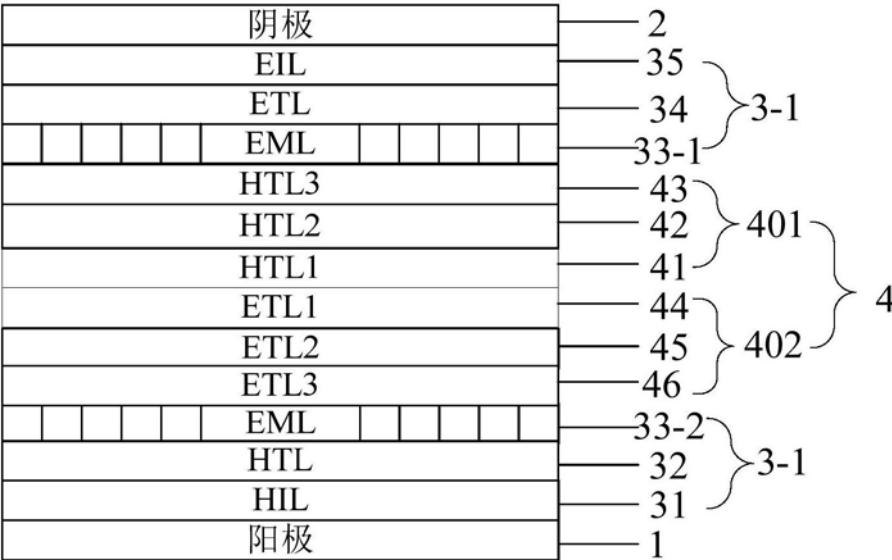 阴极 2
EIL 35
ETL 34 3-1
EML 33-1
HTL3 43
HTL2 42 401
HTL1 41
ETL1 44 4
ETL2 45 402
ETL3 46
EML 33-2
HTL 32 3-1
HIL 31
阳极 1